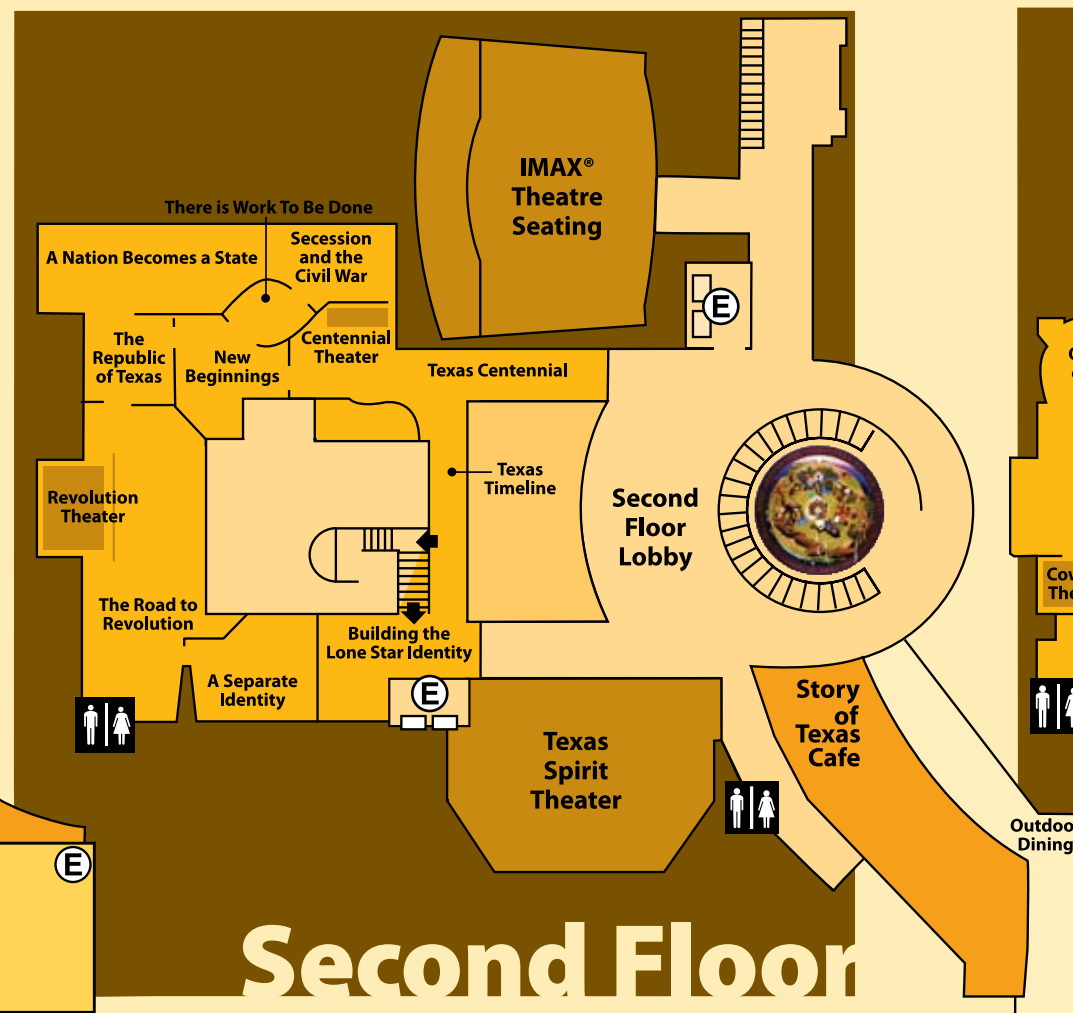 IMAX®
Theatre
Seating
There is Work To Be Done
A Nation Becomes a State
Secession
and the
Civil War
E
The
Republic
of Texas
New
Beginnings
Centennial
Theater
Texas Centennial
Revolution
Theater
Texas
Timeline
Second
Floor
Lobby
The Road to
Revolution
Building the
Lone Star Identity
A Separate
Identity
E
Texas
Spirit
Theater
Story
of
Texas
Cafe
Dining
E
Second Floor